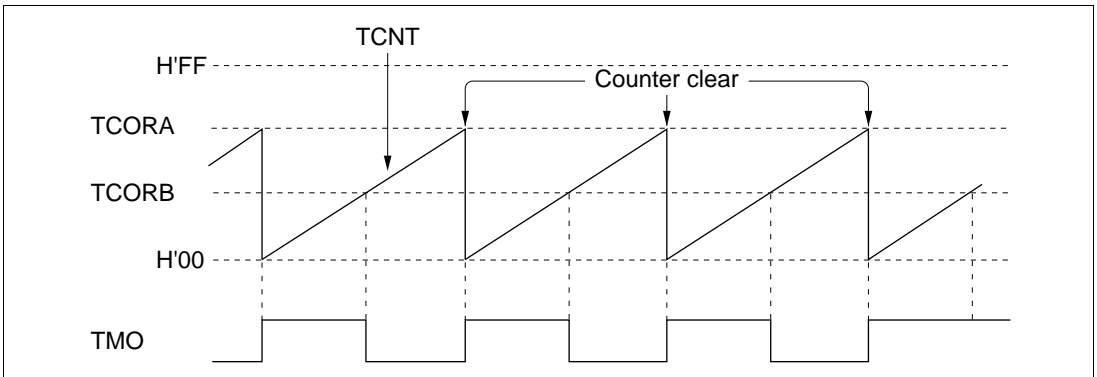 TCNT
H'FF
Counter clear
TCORA
TCORB
H'00
TMO